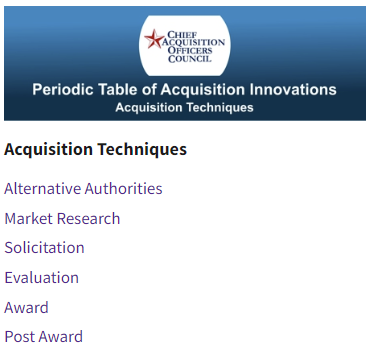 CHIEF
ACQUISITION
OFFICERS
COUNCIL
Periodic Table of Acquisition Innovations
Acquisition Techniques
Acquisition Techniques
Alternative Authorities
Market Research
Solicitation
Evaluation
Award
Post Award